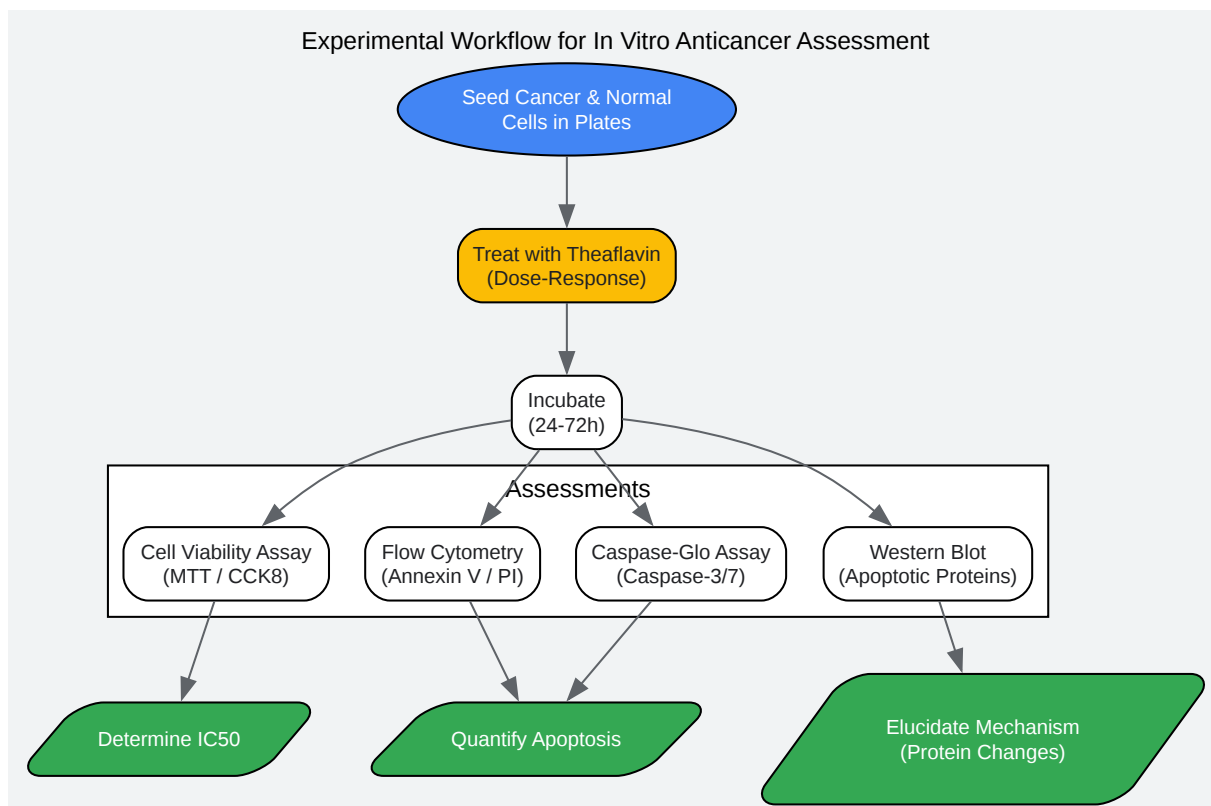 Experimental Workflow for In Vitro Anticancer Assessment
Seed Cancer & Normal
Cells in Plates
Treat with Theaflavin
(Dose-Response)
Incubate
(24-72h)
Assessments
Cell Viability Assay
(MTT / CCK8)
Flow Cytometry
(Annexin V / PI)
Caspase-Glo Assay
(Caspase-3/7)
Western Blot
(Apoptotic Proteins)
Determine IC50
Quantify Apoptosis
Elucidate Mechanism
(Protein Changes)